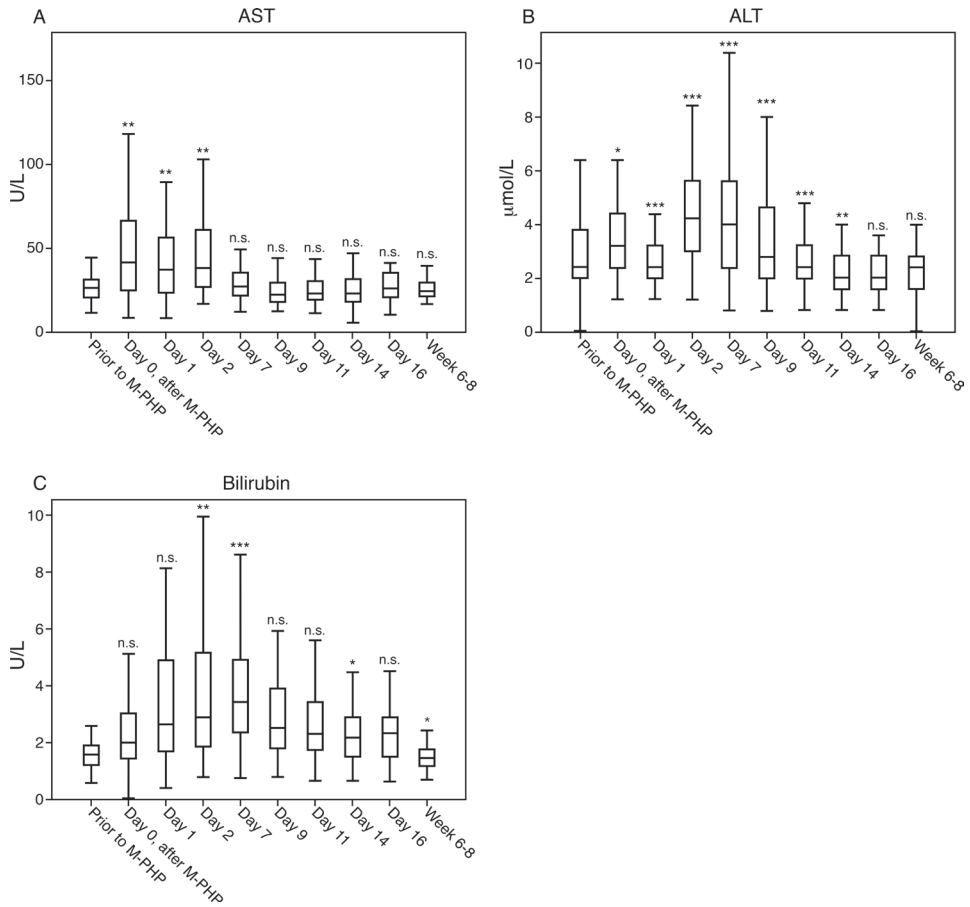 A
AST
150
100
50
0
U/L
**
**
**
n.s.
n.s.
n.s.
n.s.
n.s.
n.s.
Prior to M-PHP
Day 0, after M-PHP
Day 1
Day 2
Day 7
Day 9
Day 11
Day 14
Day 16
Week 6-8
B
ALT
10
8
6
4
2
0
µmol/L
*
***
***
***
***
***
**
n.s.
n.s.
Prior to M-PHP
Day 0, after M-PHP
Day 1
Day 2
Day 7
Day 9
Day 11
Day 14
Day 16
Week 6-8
C
Bilirubin
10
8
6
4
2
0
U/L
n.s.
n.s.
**
***
n.s.
n.s.
*
n.s.
*
Prior to M-PHP
Day 0, after M-PHP
Day 1
Day 2
Day 7
Day 9
Day 11
Day 14
Day 16
Week 6-8